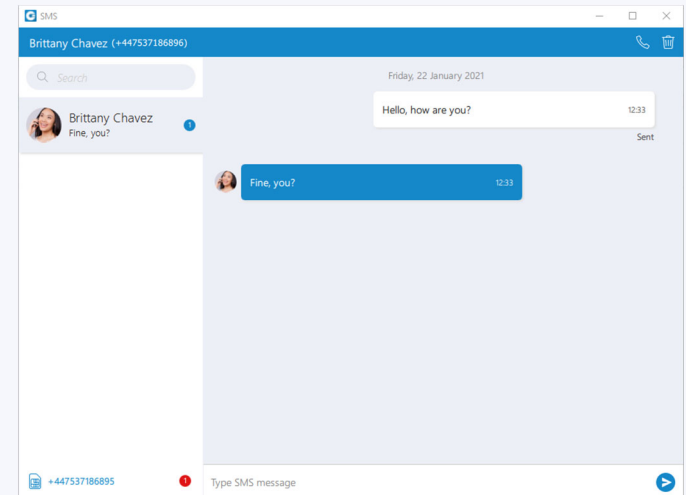 SMS
Brittany Chavez (+447537186896)
Search
Brittany Chavez
Fine, you?
1
Friday, 22 January 2021
Hello, how are you? 12:33
Sent
Fine, you? 12:33
+447537186895 1
Type SMS message